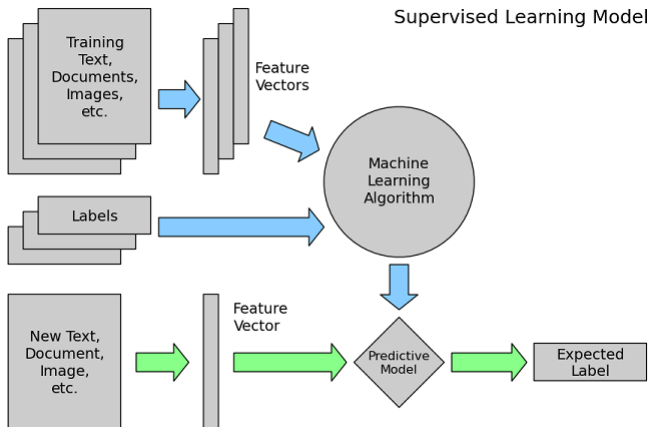 Supervised Learning Model
Training
Text,
Documents,
Images,
etc.
Feature
Vectors
Machine
Learning
Algorithm
Labels
New Text,
Document,
Image,
etc.
Feature
Vector
Predictive
Model
Expected
Label